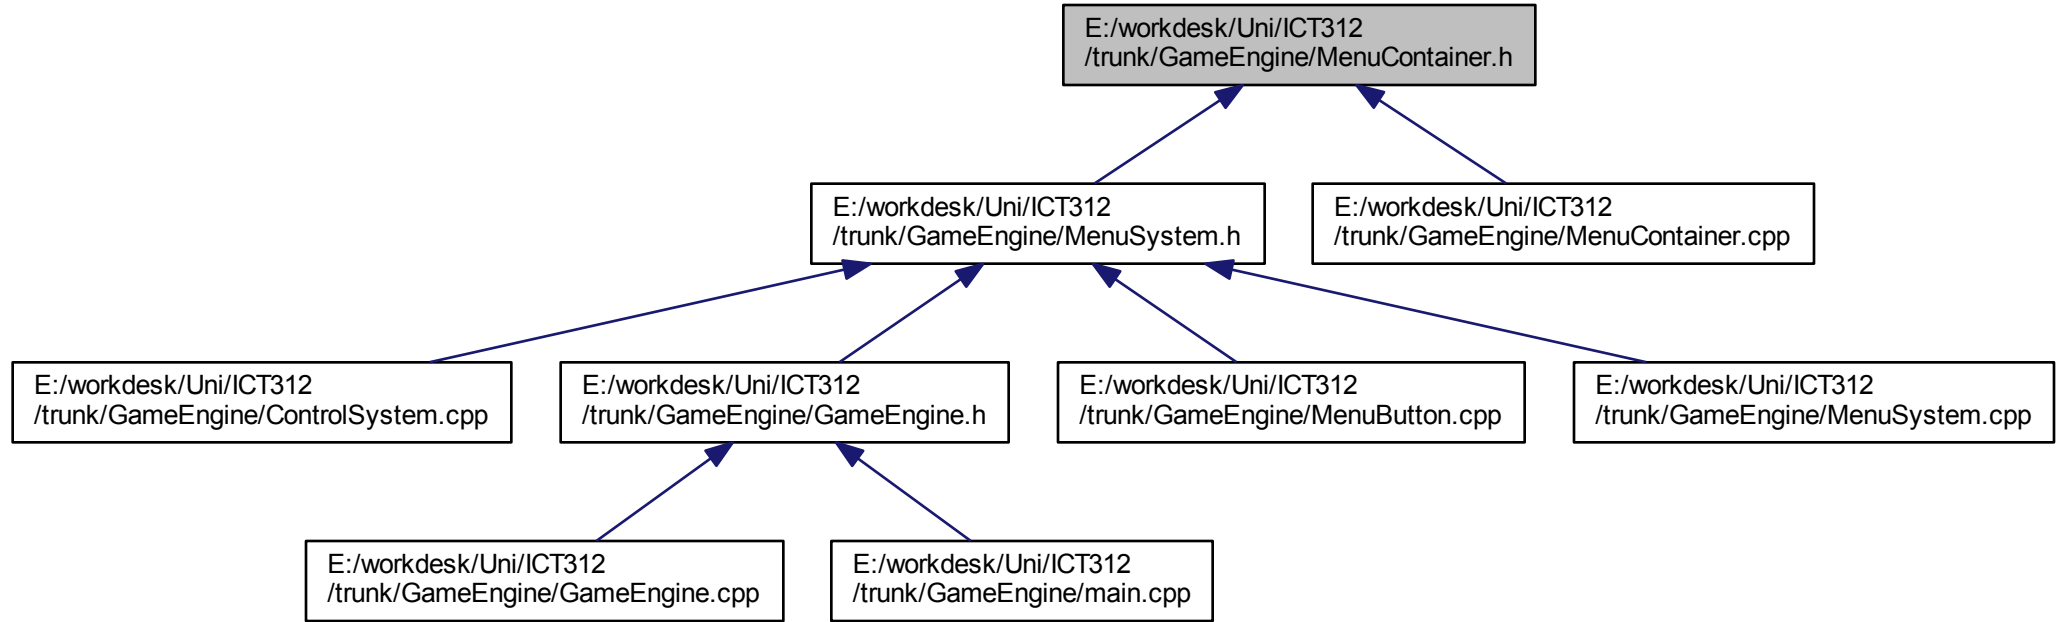 E:/workdesk/Uni/ICT312
/trunk/GameEngine/MenuContainer.h
E:/workdesk/Uni/ICT312
/trunk/GameEngine/MenuSystem.h
E:/workdesk/Uni/ICT312
/trunk/GameEngine/MenuContainer.cpp
E:/workdesk/Uni/ICT312
/trunk/GameEngine/ControlSystem.cpp
E:/workdesk/Uni/ICT312
/trunk/GameEngine/GameEngine.h
E:/workdesk/Uni/ICT312
/trunk/GameEngine/MenuButton.cpp
E:/workdesk/Uni/ICT312
/trunk/GameEngine/MenuSystem.cpp
E:/workdesk/Uni/ICT312
/trunk/GameEngine/GameEngine.cpp
E:/workdesk/Uni/ICT312
/trunk/GameEngine/main.cpp